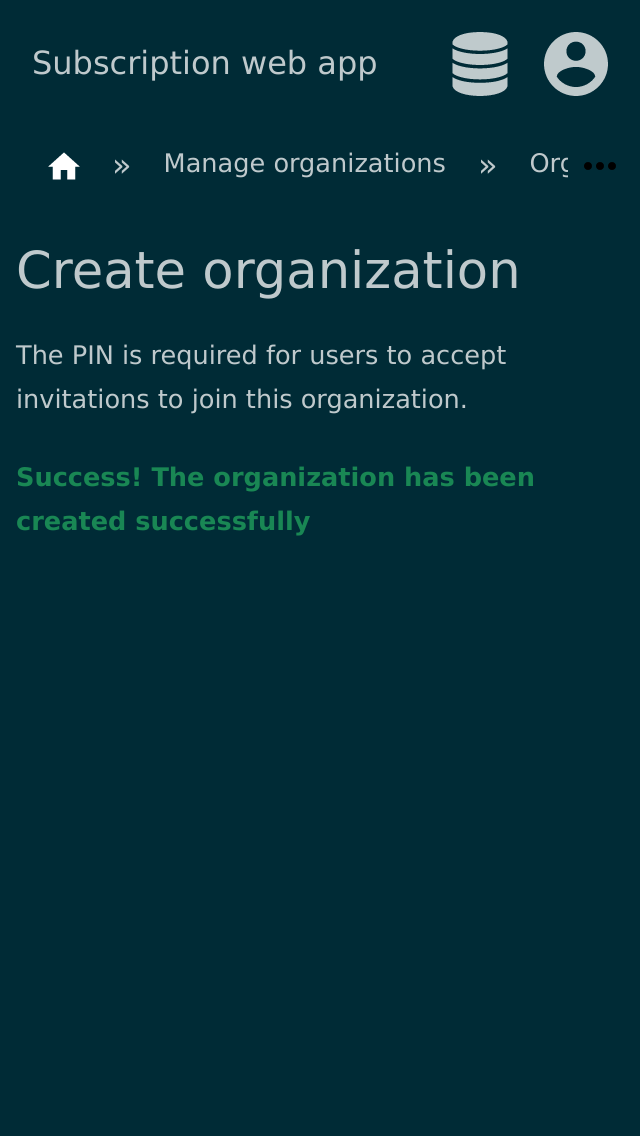 Subscription web app
» Manage organizations » Org
Create organization
The PIN is required for users to accept
invitations to join this organization.
Success! The organization has been
created successfully